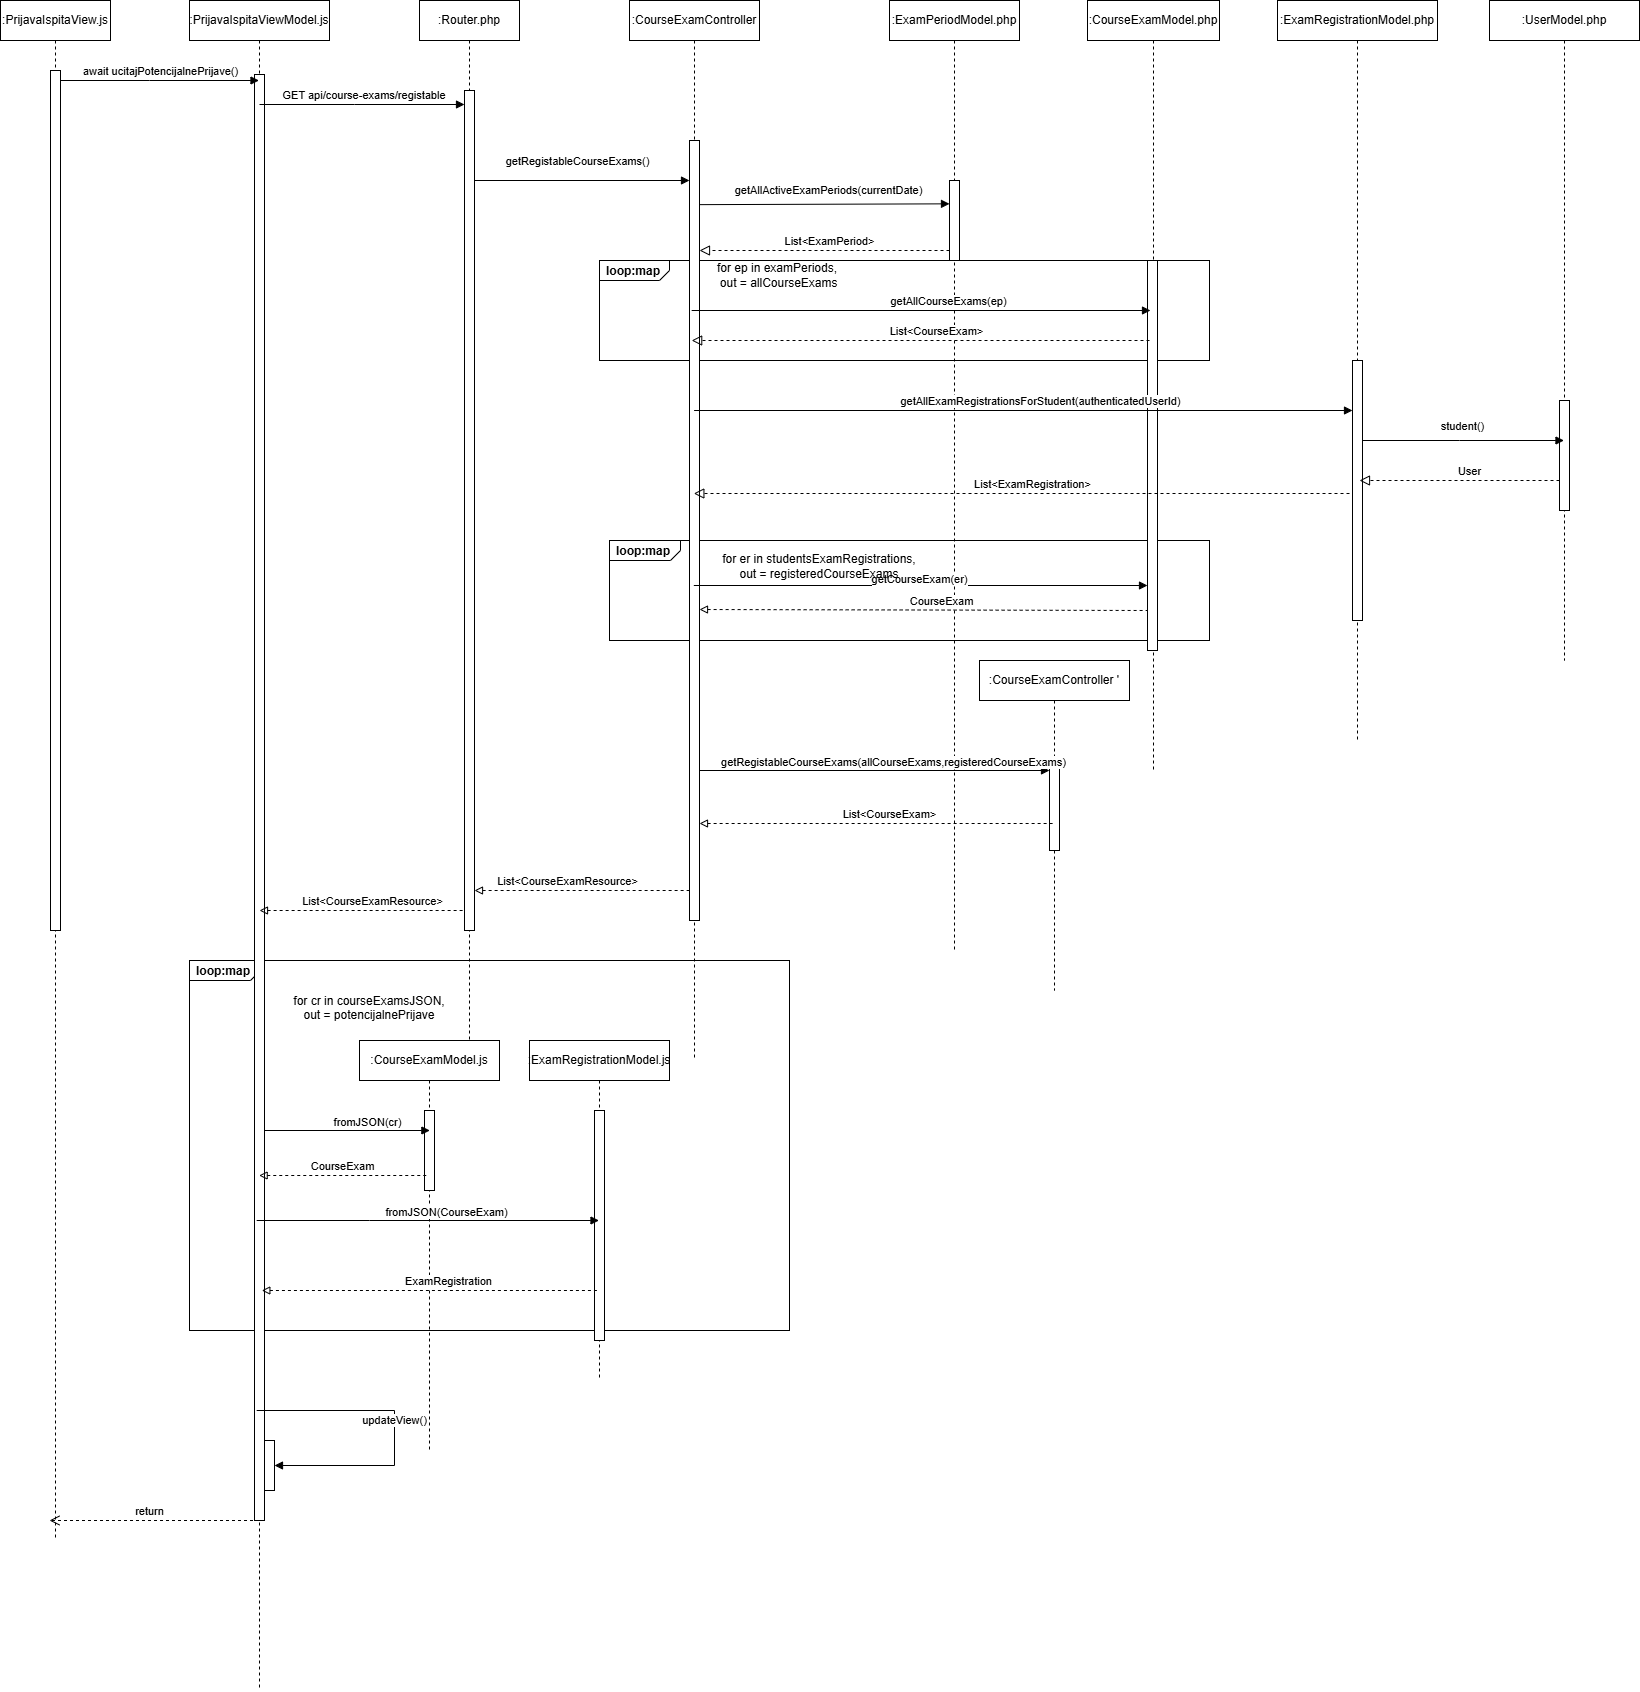 :PrijavaIspitaView.js
:PrijavaIspitaViewModel.js
:Router.php
:CourseExamController
:ExamPeriodModel.php
:CourseExamModel.php
:ExamRegistrationModel.php
:UserModel.php
await ucitajPotencijalnePrijave()
GET api/course-exams/registable
getRegistableCourseExams()
getAllActiveExamPeriods(currentDate)
List<ExamPeriod>
loop:map
for ep in examPeriods,
out = allCourseExams
getAllCourseExams(ep)
List<CourseExam>
getAllExamRegistrationsForStudent(authenticatedUserId)
student()
User
List<ExamRegistration>
loop:map
for er in studentsExamRegistrations,
out = registeredCourseExams
getCourseExam(er)
CourseExam
:CourseExamController '
getRegistableCourseExams(allCourseExams,registeredCourseExams)
List<CourseExam>
List<CourseExamResource>
List<CourseExamResource>
loop:map
for cr in courseExamsJSON,
out = potencijalnePrijave
:CourseExamModel.js
:ExamRegistrationModel.js
fromJSON(cr)
CourseExam
fromJSON(CourseExam)
ExamRegistration
updateView()
return